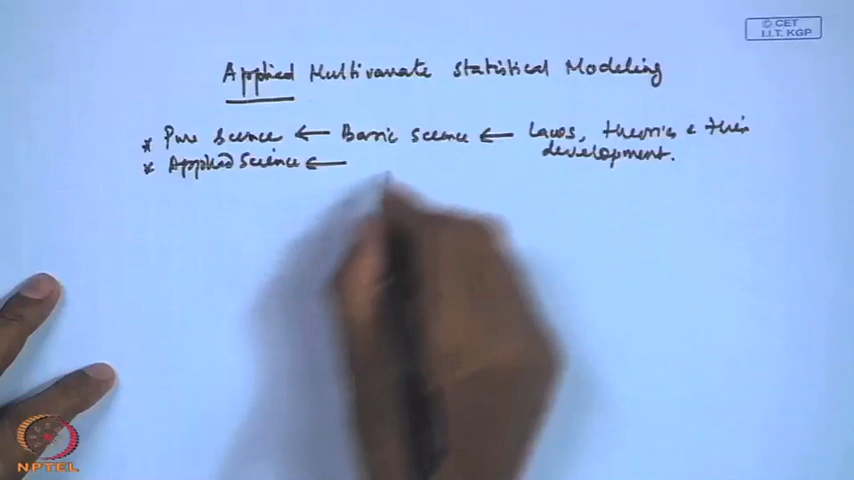 © CET
I.I.T. KGP
Applied Multivariate Statistical Modeling
* Pure Science ← Basic Science ← Laws, theories & their
development.
* Applied Science ←
NPTEL